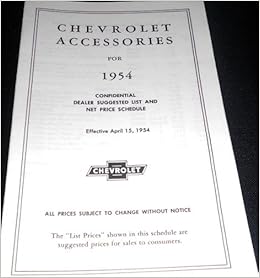 CHEVROLET
ACCESSORIES
FOR
1954
CONFIDENTIAL
DEALER SUGGESTED LIST AND
NET PRICE SCHEDULE
Effective April 15, 1954
CHEVROLET
ALL PRICES SUBJECT TO CHANGE WITHOUT NOTICE
The "List Prices" shown in this schedule are
suggested prices for sales to consumers.